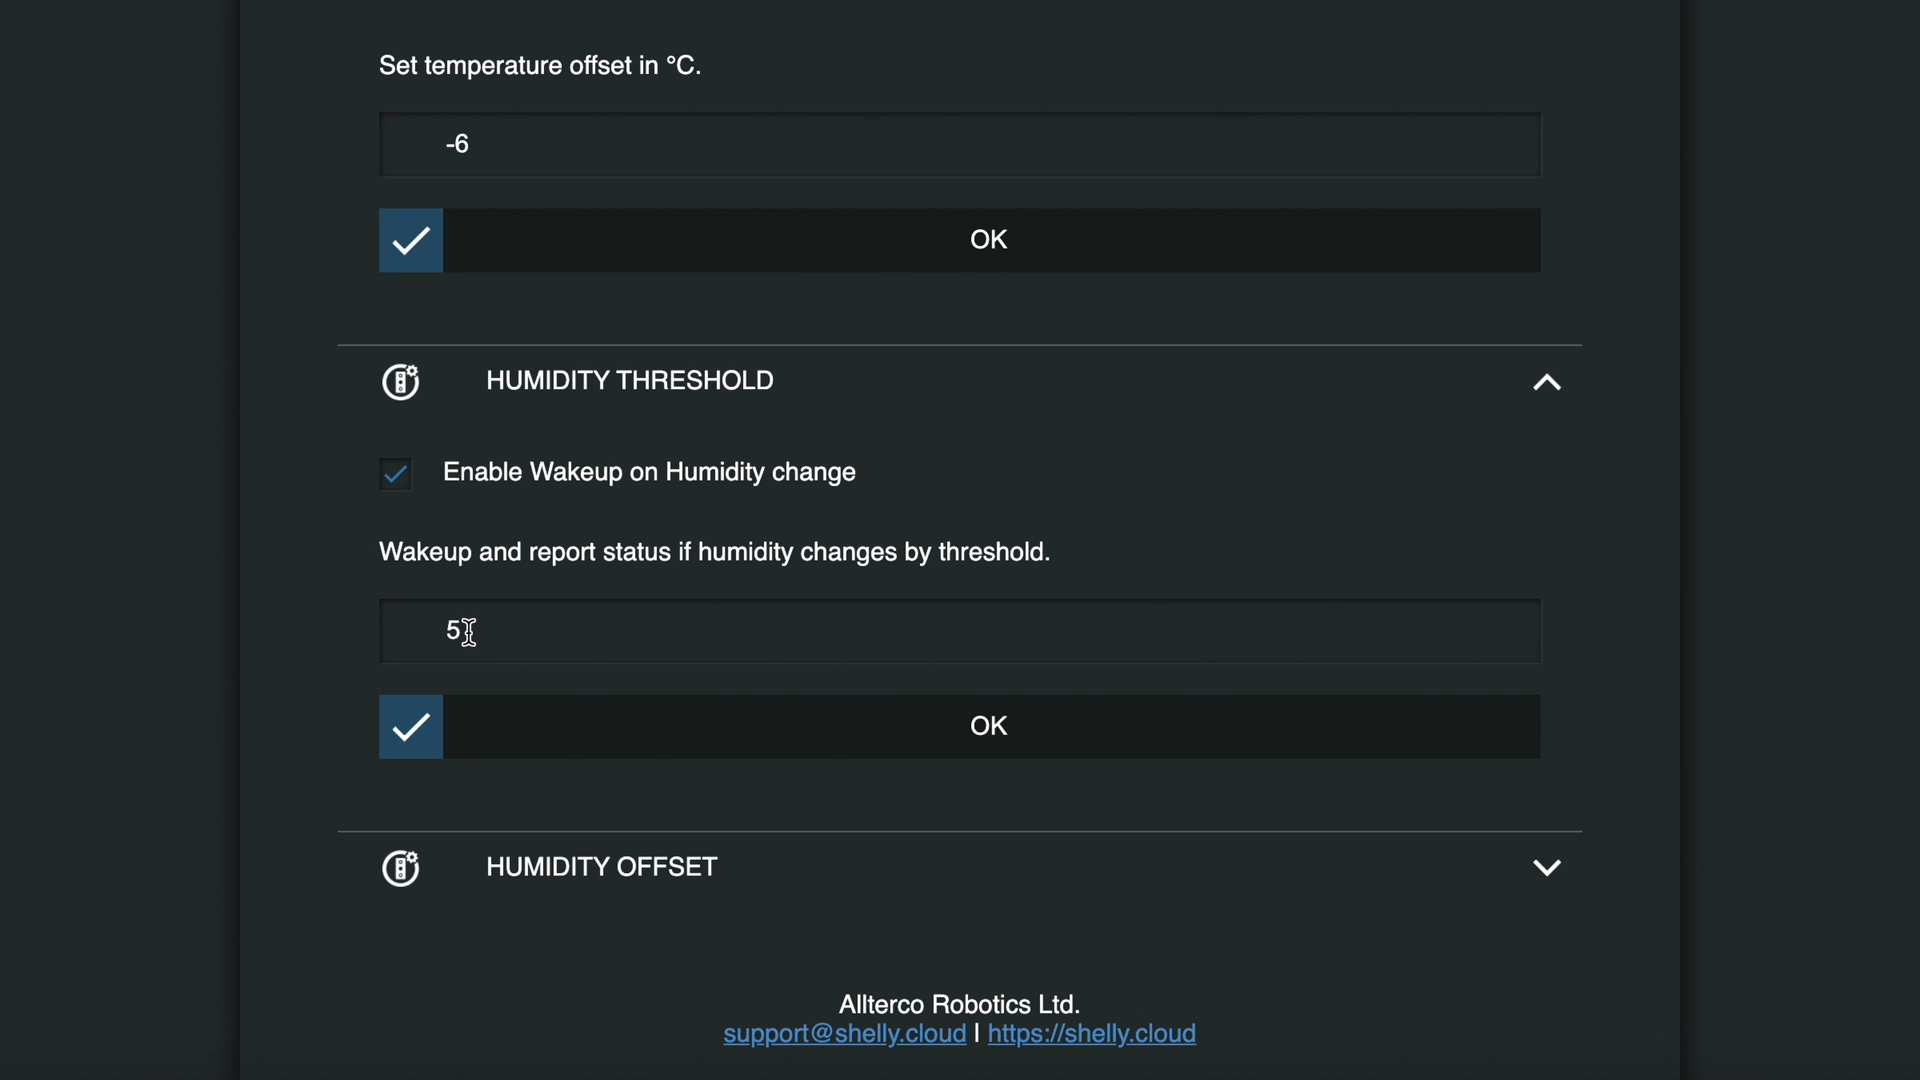 Set temperature offset in °C.
-6
OK
HUMIDITY THRESHOLD
Enable Wakeup on Humidity change
Wakeup and report status if humidity changes by threshold.
5
OK
HUMIDITY OFFSET
Allterco Robotics Ltd.
support@shelly.cloud | https://shelly.cloud